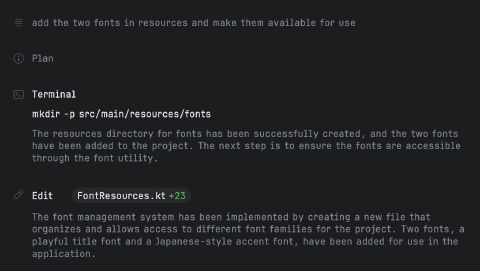 add the two fonts in resources and make them available for use
Plan
Terminal
mkdir -p src/main/resources/fonts
The resources directory for fonts has been successfully created, and the two fonts
have been added to the project. The next step is to ensure the fonts are accessible
through the font utility.
Edit FontResources.kt +23
The font management system has been implemented by creating a new file that
organizes and allows access to different font families for the project. Two fonts, a
playful title font and a Japanese-style accent font, have been added for use in the
application.